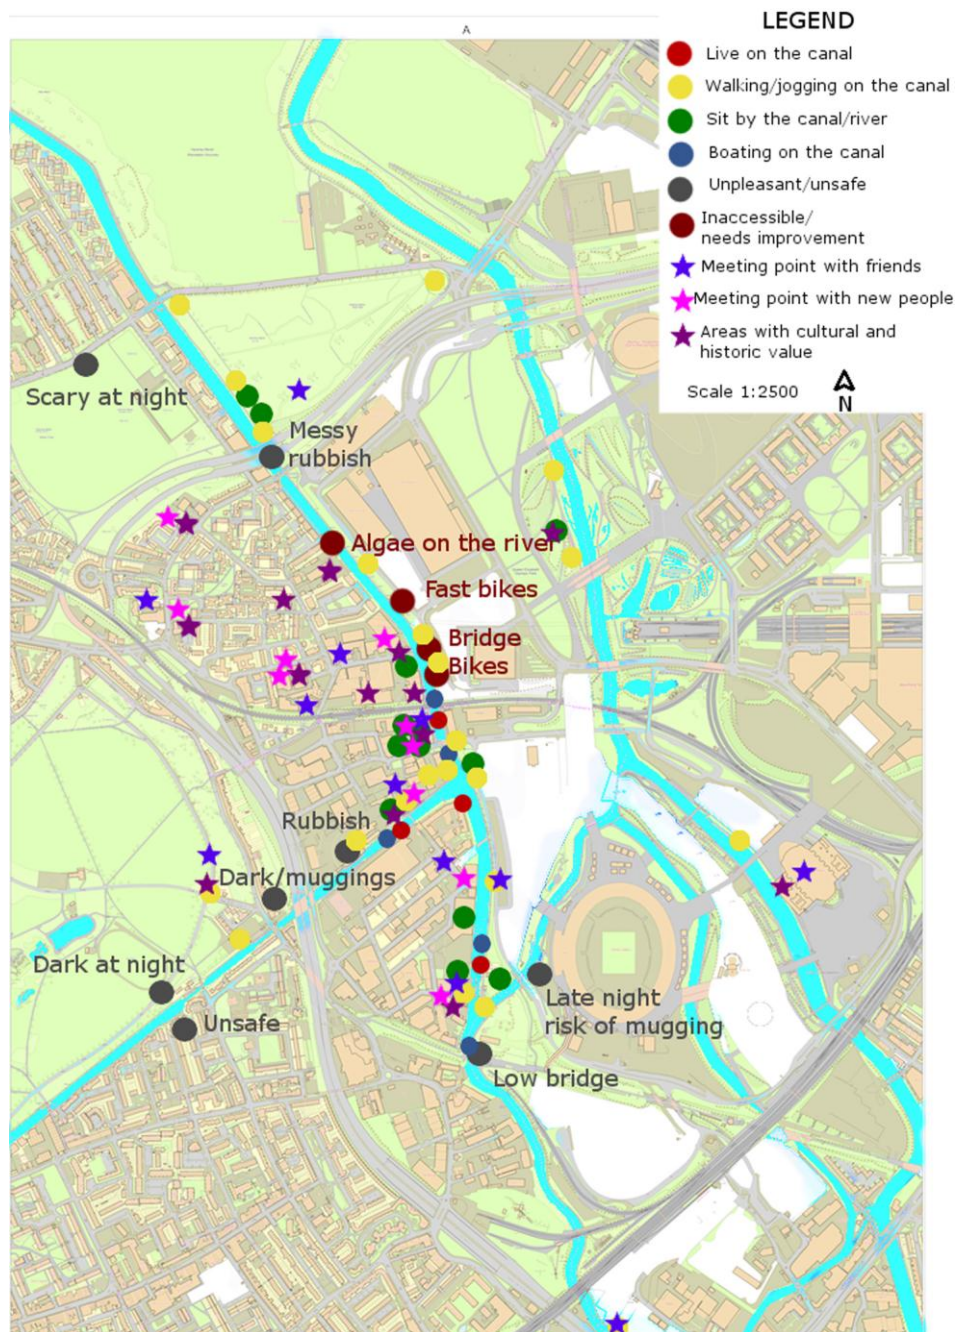 A
LEGEND
Live on the canal
Walking/jogging on the canal
Sit by the canal/river
Boating on the canal
Unpleasant/unsafe
Inaccessible/
needs improvement
Meeting point with friends
Meeting point with new people
Areas with cultural and
historic value
Scale 1:2500
N
Scary at night
Messy
rubbish
Algae on the river
Fast bikes
Bridge
Bikes
Rubbish
Dark/muggings
Dark at night
Unsafe
Late night
risk of mugging
Low bridge